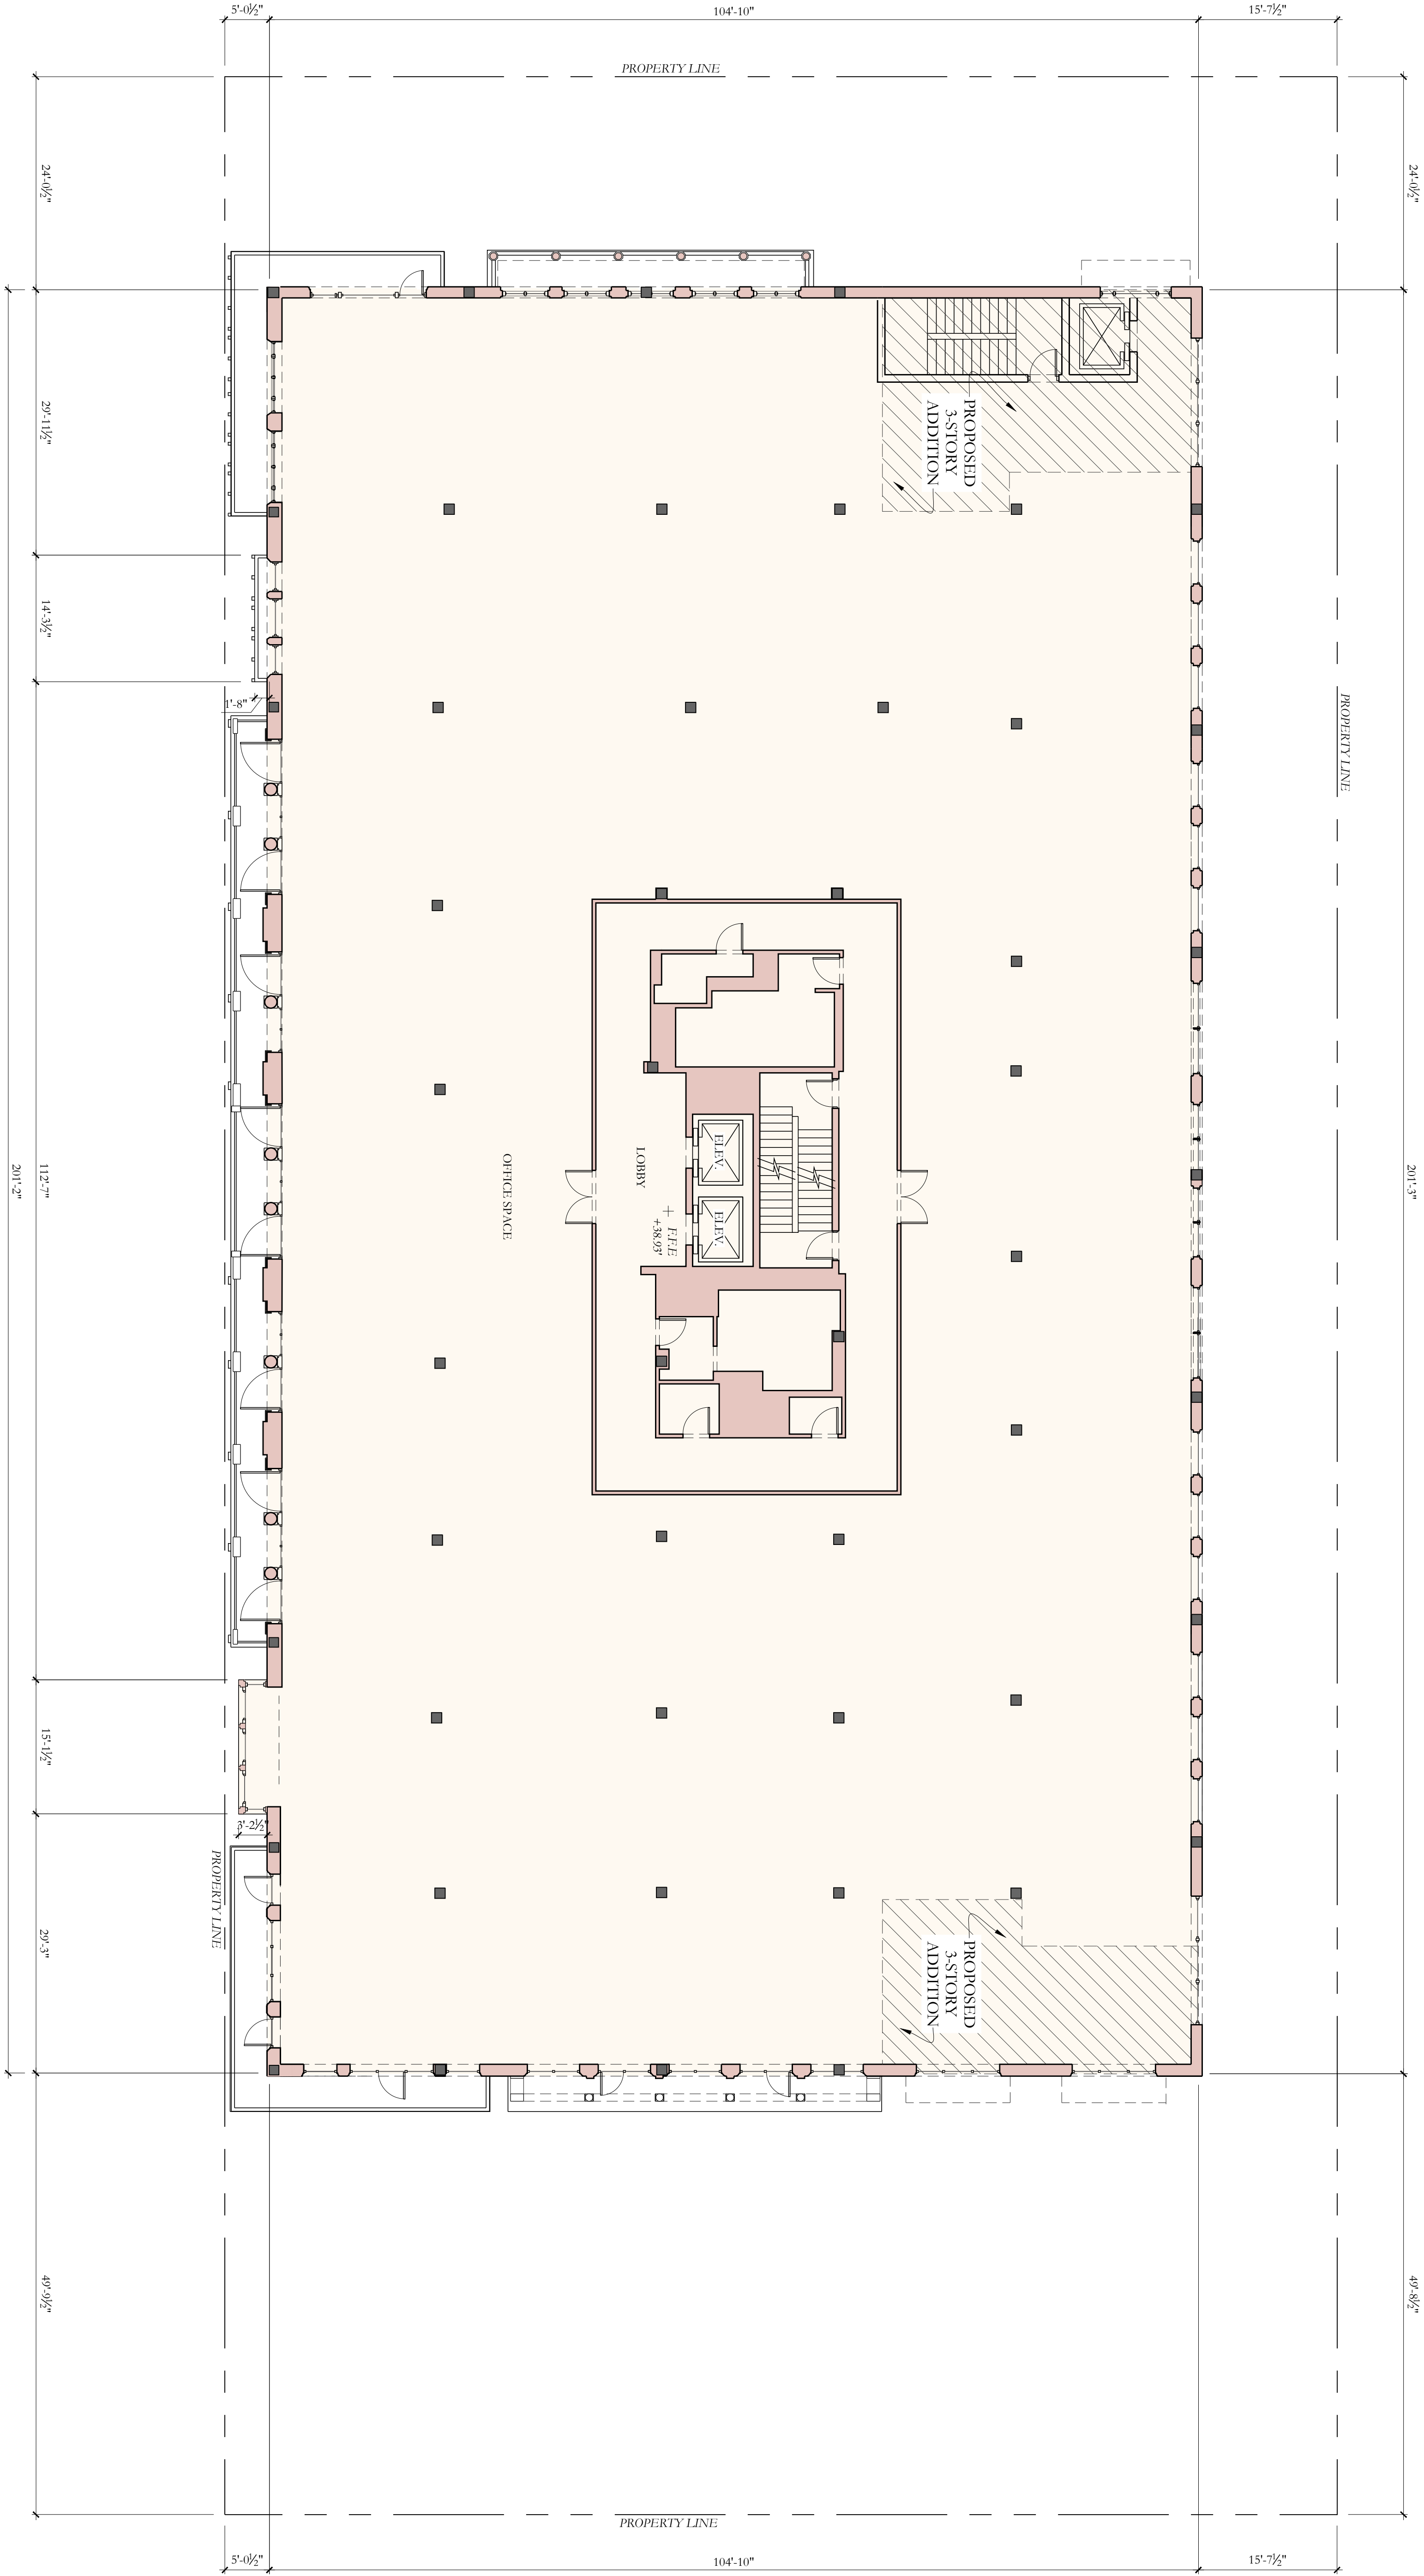 5'-0½"
104'-10"
15'-7½"
PROPERTY LINE
24'-0½"
24'-0½"
29'-11½"
PROPOSED
3-STORY
ADDITION
14'-3½"
1'-8"
PROPERTY LINE
201'-2"
112'-7"
OFFICE SPACE
LOBBY
ELEV.
ELEV.
F.F.E
+38.93'
201'-3"
15'-1½"
3'-2½"
PROPERTY LINE
29'-3"
PROPOSED
3-STORY
ADDITION
49'-9½"
49'-8½"
PROPERTY LINE
5'-0½"
104'-10"
15'-7½"